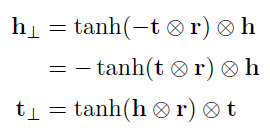 h⊥ = tanh(−t ⊗ r) ⊗ h
= − tanh(t ⊗ r) ⊗ h
t⊥ = tanh(h ⊗ r) ⊗ t